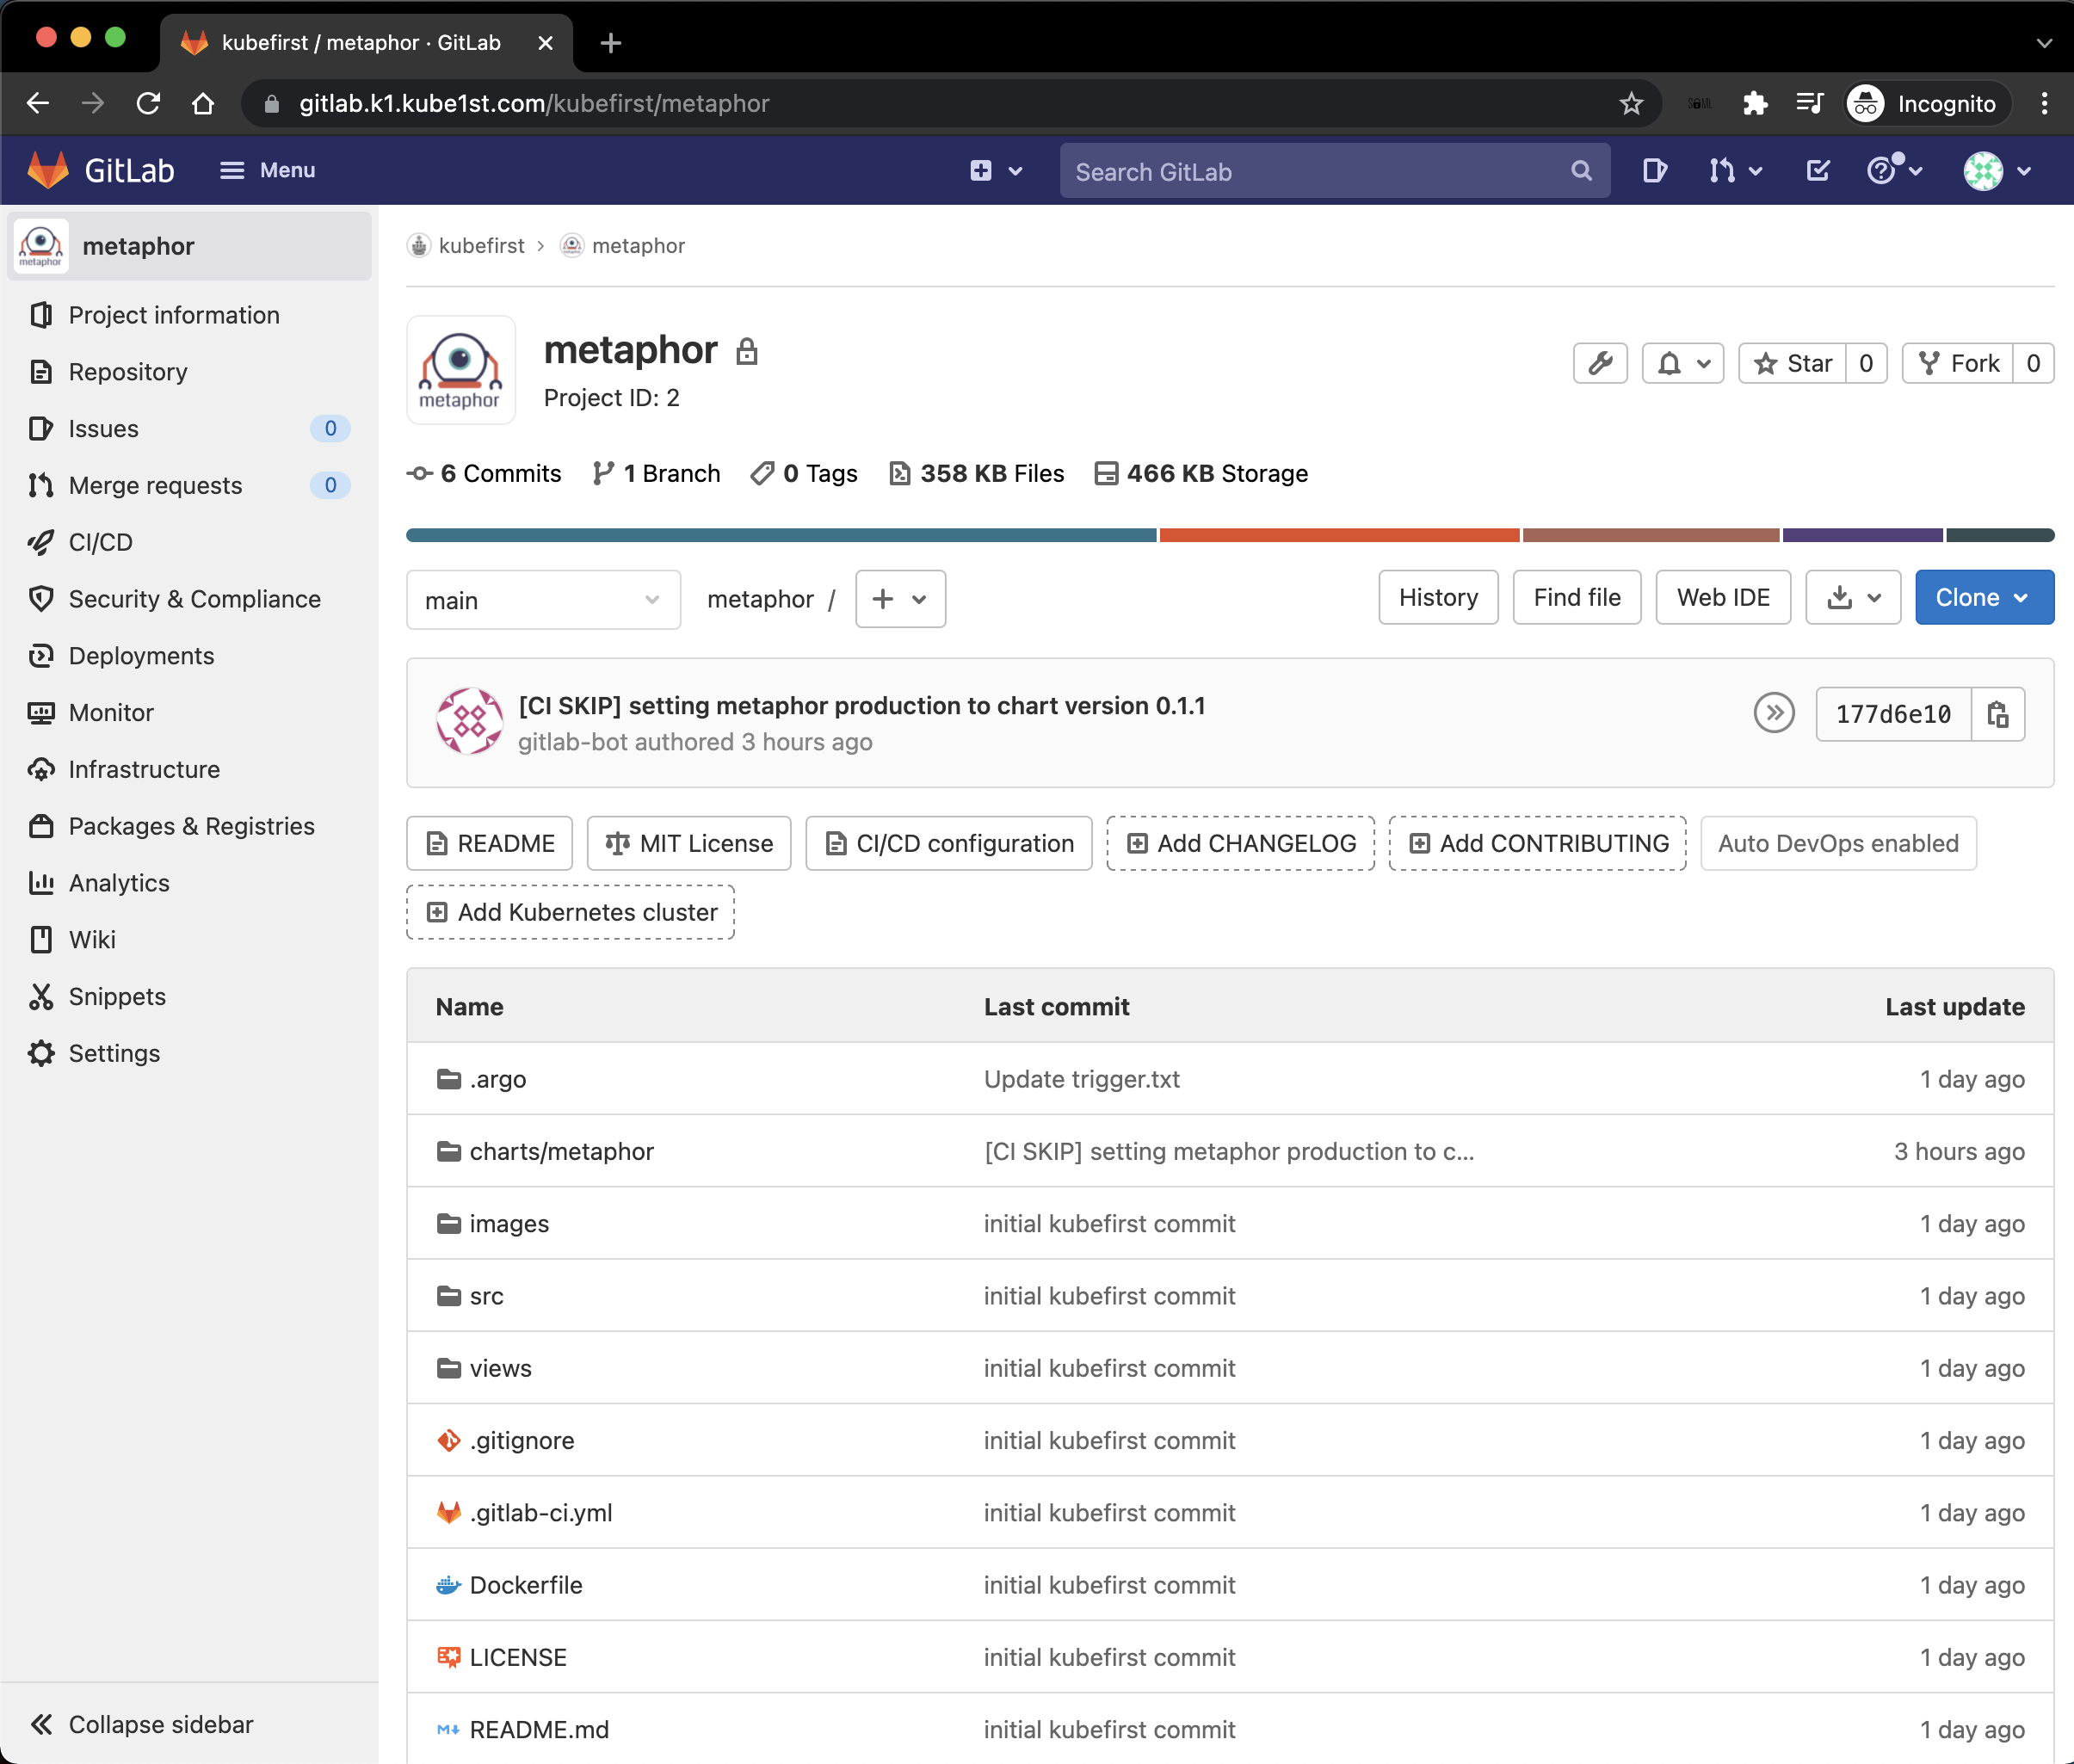 kubefirst / metaphor · GitLab
gitlab.k1.kube1st.com/kubefirst/metaphor
Incognito
GitLab
Menu
Search GitLab
metaphor
metaphor
Project information
Repository
Issues 0
Merge requests 0
CI/CD
Security & Compliance
Deployments
Monitor
Infrastructure
Packages & Registries
Analytics
Wiki
Snippets
Settings
Collapse sidebar
kubefirst › metaphor
metaphor
metaphor
Project ID: 2
Star 0
Fork 0
6 Commits 1 Branch 0 Tags 358 KB Files 466 KB Storage
main
metaphor /
History
Find file
Web IDE
Clone
[CI SKIP] setting metaphor production to chart version 0.1.1
gitlab-bot authored 3 hours ago
177d6e10
README
MIT License
CI/CD configuration
Add CHANGELOG
Add CONTRIBUTING
Auto DevOps enabled
Add Kubernetes cluster
Name Last commit Last update
.argo Update trigger.txt 1 day ago
charts/metaphor [CI SKIP] setting metaphor production to c... 3 hours ago
images initial kubefirst commit 1 day ago
src initial kubefirst commit 1 day ago
views initial kubefirst commit 1 day ago
.gitignore initial kubefirst commit 1 day ago
.gitlab-ci.yml initial kubefirst commit 1 day ago
Dockerfile initial kubefirst commit 1 day ago
LICENSE initial kubefirst commit 1 day ago
README.md initial kubefirst commit 1 day ago